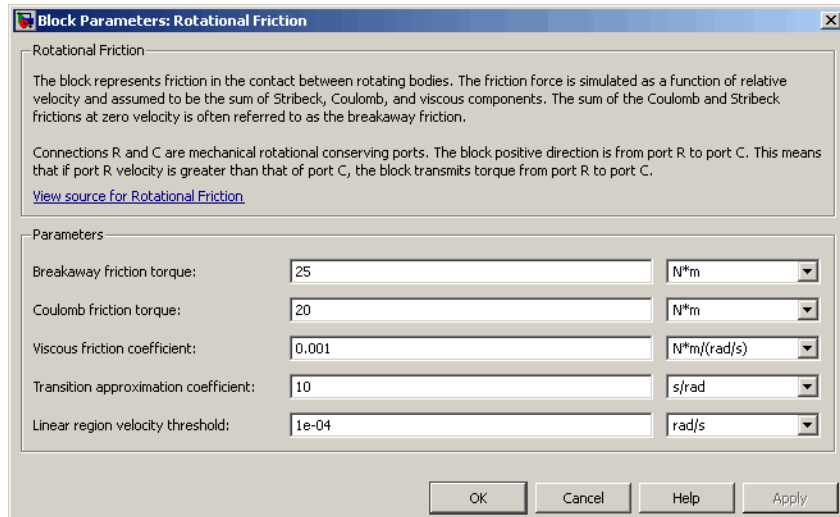 Block Parameters: Rotational Friction
Rotational Friction
The block represents friction in the contact between rotating bodies. The friction force is simulated as a function of relative
velocity and assumed to be the sum of Stribeck, Coulomb, and viscous components. The sum of the Coulomb and Stribeck
frictions at zero velocity is often referred to as the breakaway friction.
Connections R and C are mechanical rotational conserving ports. The block positive direction is from port R to port C. This means
that if port R velocity is greater than that of port C, the block transmits torque from port R to port C.
View source for Rotational Friction
Parameters
Breakaway friction torque: 25 N*m
Coulomb friction torque: 20 N*m
Viscous friction coefficient: 0.001 N*m/(rad/s)
Transition approximation coefficient: 10 s/rad
Linear region velocity threshold: 1e-04 rad/s
OK Cancel Help Apply